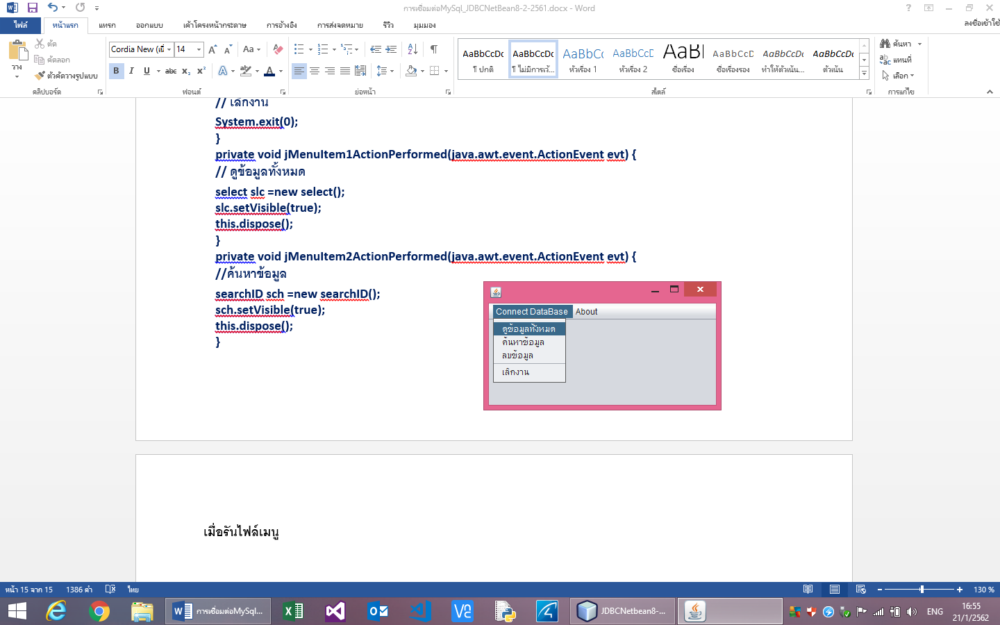 การเชื่อมต่อMySql_JDBCNetBean8-2-2561.docx - Word
ไฟล์ หน้าแรก แทรก ออกแบบ เค้าโครงหน้ากระดาษ การอ้างอิง การส่งจดหมาย รีวิว มุมมอง ลงชื่อเข้าใช้
วาง
ตัด
คัดลอก
ตัวคัดวางรูปแบบ
คลิปบอร์ด
Cordia New (เนื้ 14
ฟอนต์
ย่อหน้า
AaBbCcDc AaBbCcDc AaBbCc AaBbCcD AaBl AaBbCcD AaBbCcDc AaBbCcDc
¶ ปกติ ¶ ไม่มีการเว้... หัวเรื่อง 1 หัวเรื่อง 2 ชื่อเรื่อง ชื่อเรื่องรอง ทำให้ตัวเน้น... ตัวเน้น
สไตล์
ค้นหา
แทนที่
เลือก
การแก้ไข
// เลิกงาน
System.exit(0);
}
private void jMenuItem1ActionPerformed(java.awt.event.ActionEvent evt) {
// ดูข้อมูลทั้งหมด
select slc =new select();
slc.setVisible(true);
this.dispose();
}
private void jMenuItem2ActionPerformed(java.awt.event.ActionEvent evt) {
//ค้นหาข้อมูล
searchID sch =new searchID();
sch.setVisible(true);
this.dispose();
}
Connect DataBase About
ดูข้อมูลทั้งหมด
ค้นหาข้อมูล
ลบข้อมูล
เลิกงาน
เมื่อรันไฟล์เมนู
หน้า 15 จาก 15 1386 คำ ไทย 130 %
การเชื่อมต่อMySql... JDBCNetbean8-... ENG 16:55
21/1/2562